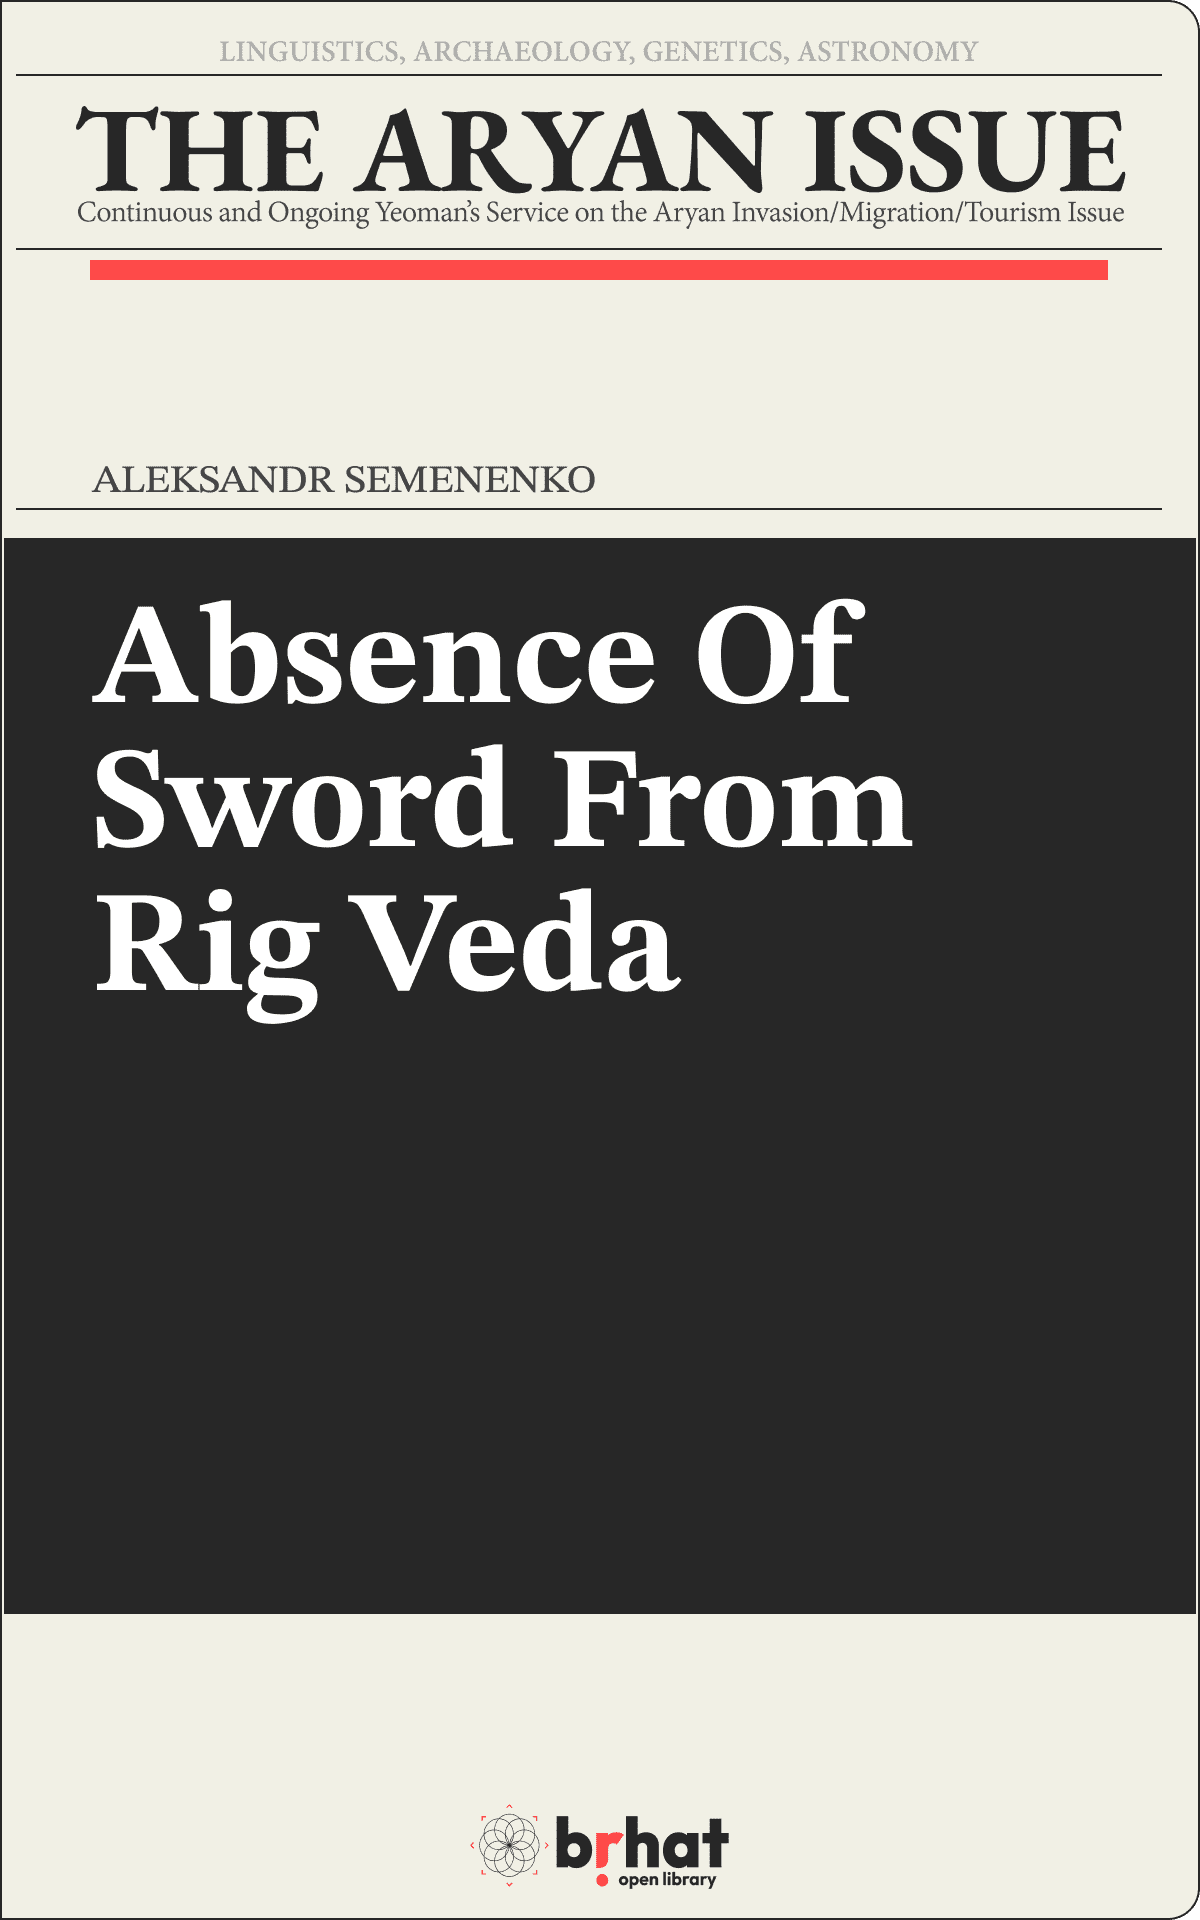 LINGUISTICS, ARCHAEOLOGY, GENETICS, ASTRONOMY
THE ARYAN ISSUE
Continuous and Ongoing Yeoman’s Service on the Aryan Invasion/Migration/Tourism Issue
ALEKSANDR SEMENENKO
Absence Of
Sword From
Rig Veda
bṛhat
open library